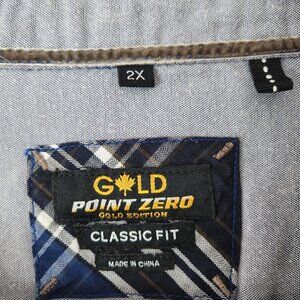 2X
GOLD
POINT ZERO
GOLD EDITION
CLASSIC FIT
MADE IN CHINA